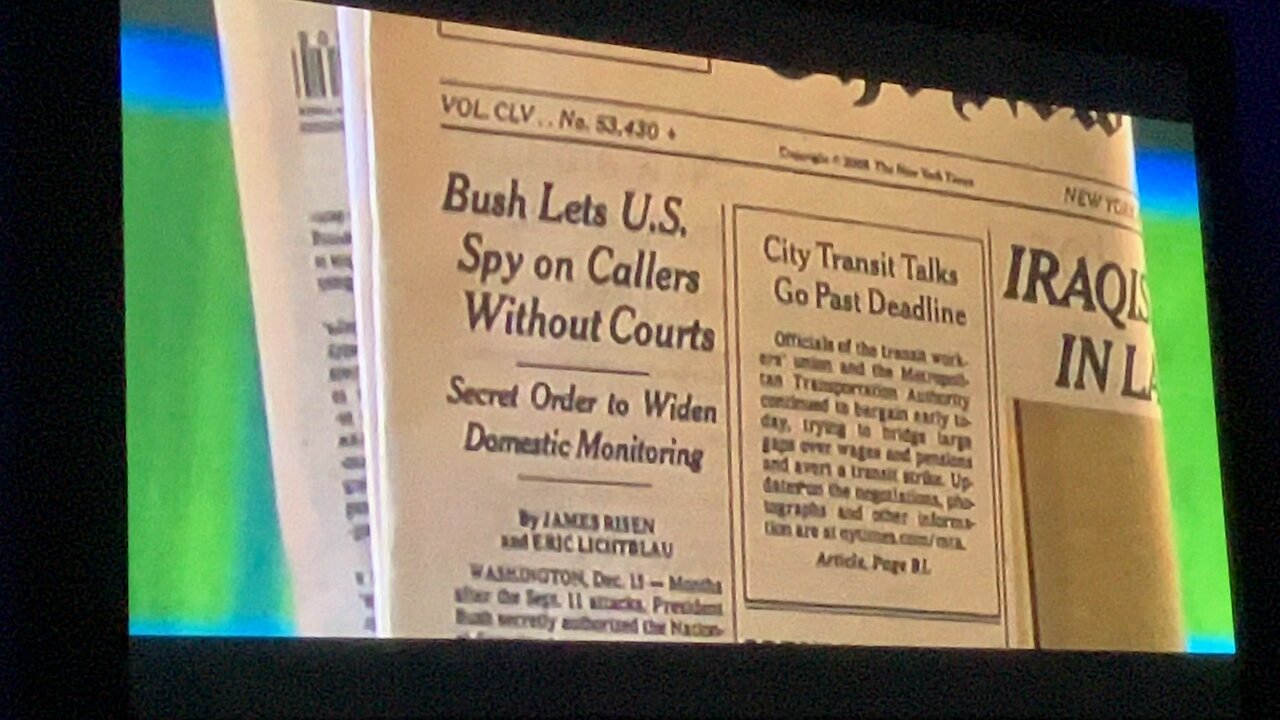 VOL. CLV . . No. 53,430 +
Copyright © The New York Times
NEW YORK
Bush Lets U.S.
Spy on Callers
Without Courts
Secret Order to Widen
Domestic Monitoring
By JAMES RISEN
and ERIC LICHTBLAU
WASHINGTON, Dec. 15 — Months
after the Sept. 11 attacks, President
Bush secretly authorized the Nation-
City Transit Talks
Go Past Deadline
Officials of the transit work-
ers' union and the Metropoli-
tan Transportation Authority
continued to bargain early to-
day, trying to bridge large
gaps over wages and pensions
and avert a transit strike. Up-
dates on the negotiations, pho-
tographs and other informa-
tion are at nytimes.com/mta.
Article, Page B1.
IRAQIS
IN LA